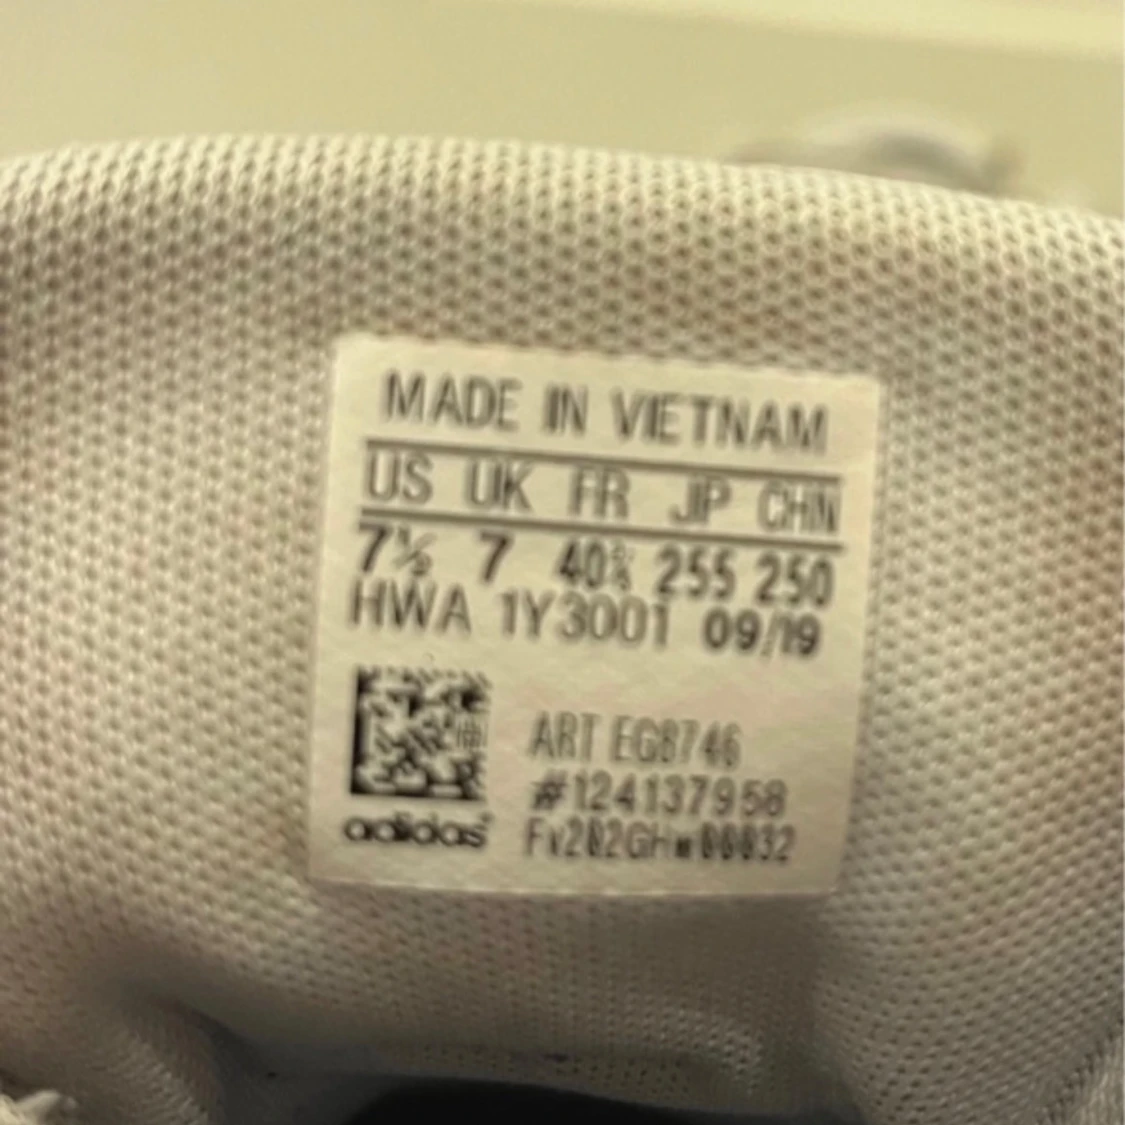 MADE IN VIETNAM
US UK FR JP CHN
7½ 7 40⅔ 255 250
HWA 1Y3001 09/19
ART EG8746
#124137958
adidas